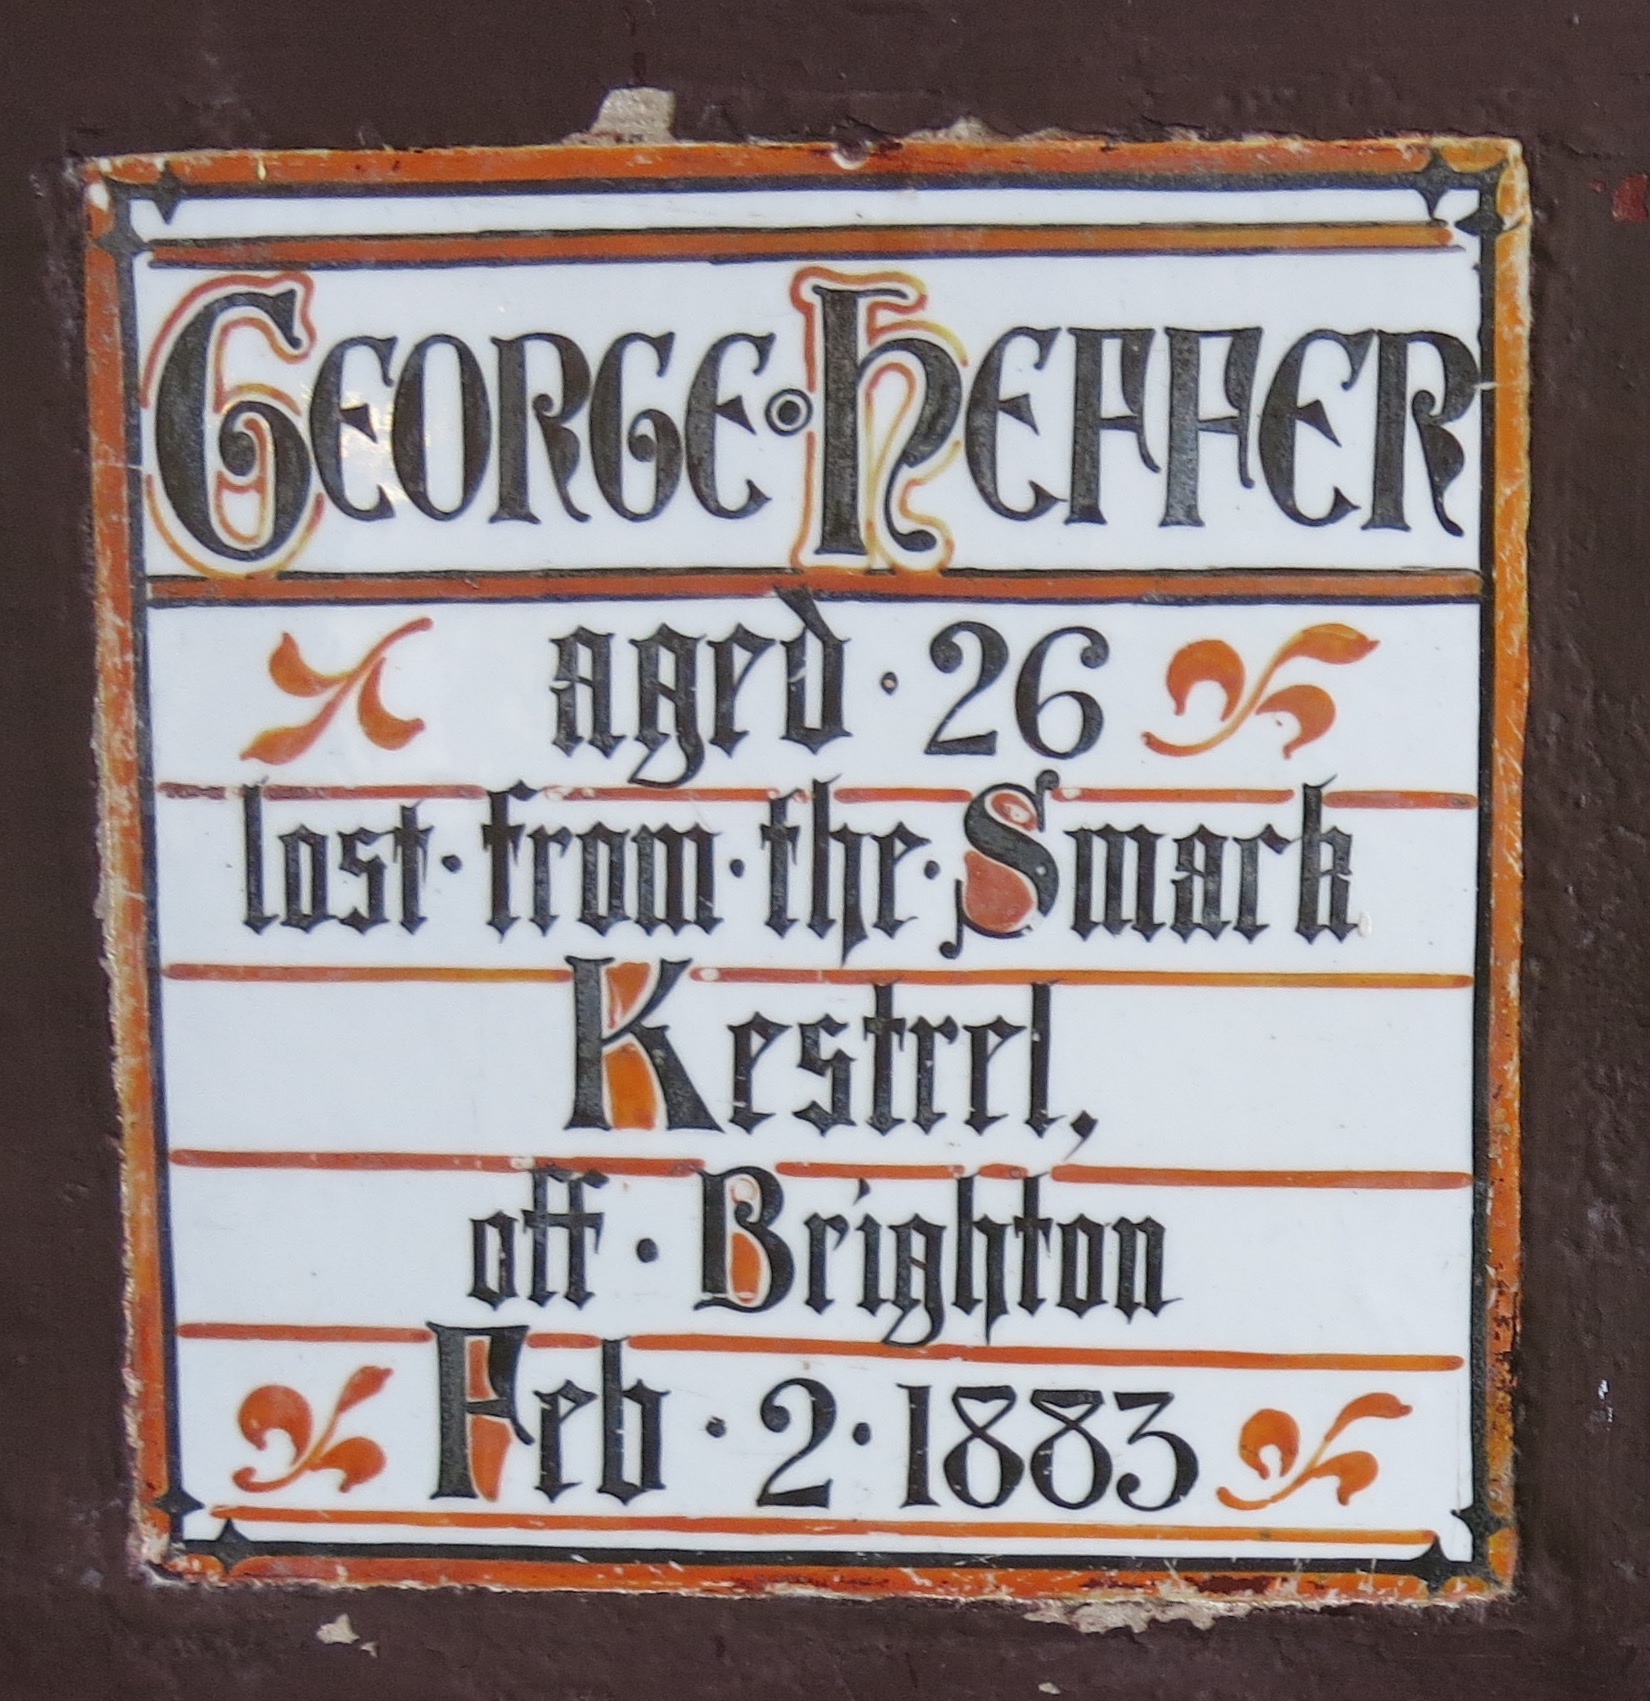 GEORGE · HEFFER
aged · 26
lost · from · the · Smack
Kestrel,
off · Brighton
Feb · 2 · 1883